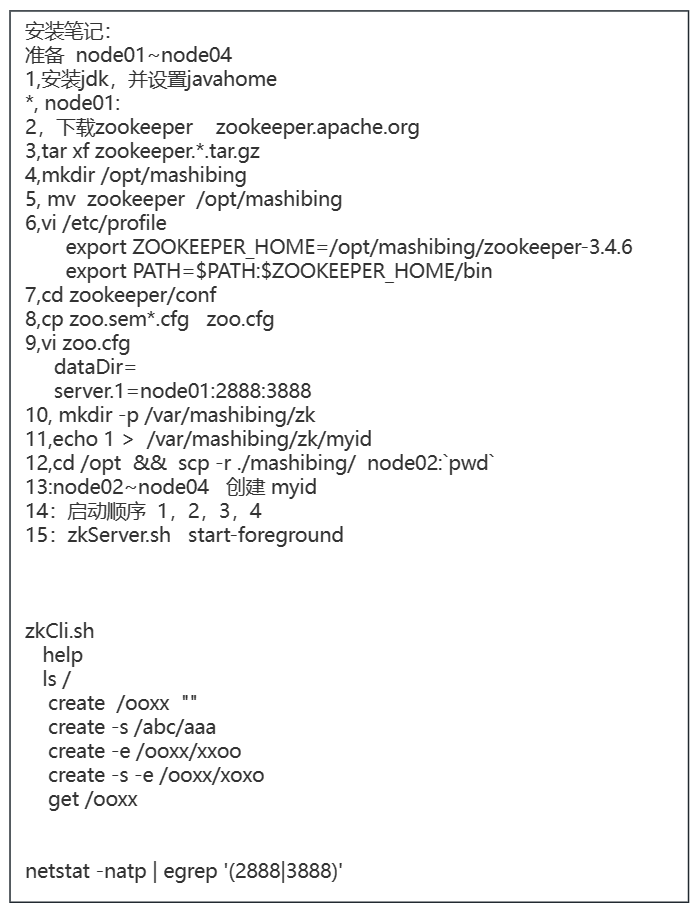 安装笔记：
准备  node01~node04
1,安装jdk，并设置javahome
*, node01:
2，下载zookeeper    zookeeper.apache.org
3,tar xf zookeeper.*.tar.gz
4,mkdir /opt/mashibing
5, mv  zookeeper  /opt/mashibing
6,vi /etc/profile
export ZOOKEEPER_HOME=/opt/mashibing/zookeeper-3.4.6
export PATH=$PATH:$ZOOKEEPER_HOME/bin
7,cd zookeeper/conf
8,cp zoo.sem*.cfg   zoo.cfg
9,vi zoo.cfg
dataDir=
server.1=node01:2888:3888
10, mkdir -p /var/mashibing/zk
11,echo 1 >  /var/mashibing/zk/myid
12,cd /opt  &&  scp -r ./mashibing/  node02:`pwd`
13:node02~node04   创建 myid
14：启动顺序  1，2，3，4
15：zkServer.sh   start-foreground
zkCli.sh
help
ls /
create  /ooxx  ""
create -s /abc/aaa
create -e /ooxx/xxoo
create -s -e /ooxx/xoxo
get /ooxx
netstat -natp | egrep '(2888|3888)'